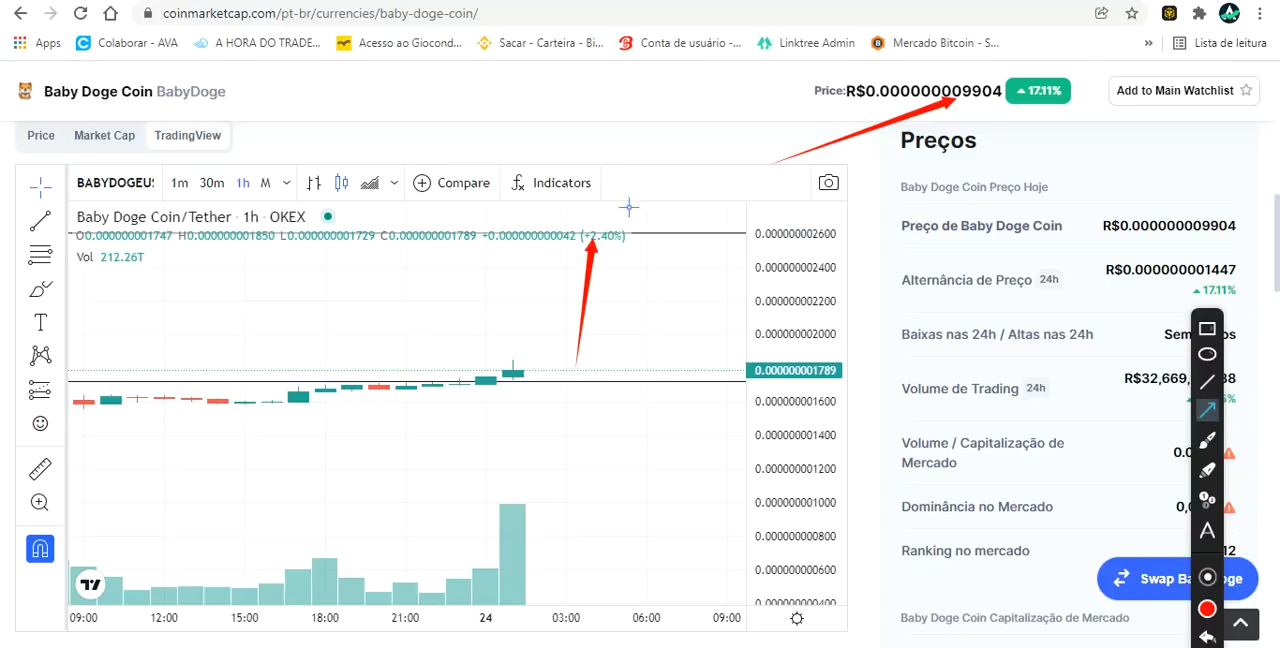 coinmarketcap.com/pt-br/currencies/baby-doge-coin/
Apps
Colaborar - AVA
A HORA DO TRADE...
Acesso ao Giocond...
Sacar - Carteira - Bi...
Conta de usuário -...
Linktree Admin
Mercado Bitcoin - S...
»
Lista de leitura
Baby Doge Coin BabyDoge
Price:R$0.000000009904
17.11%
Add to Main Watchlist
Price
Market Cap
TradingView
BABYDOGEUS
1m
30m
1h
M
Compare
Indicators
Baby Doge Coin/Tether · 1h · OKEX
O0.000000001747 H0.000000001850 L0.000000001729 C0.000000001789 +0.000000000042 (+2.40%)
Vol 212.26T
0.000000002600
0.000000002400
0.000000002200
0.000000002000
0.000000001789
0.000000001600
0.000000001400
0.000000001200
0.000000001000
0.000000000800
0.000000000600
0.000000000400
09:00
12:00
15:00
18:00
21:00
24
03:00
06:00
09:00
Preços
Baby Doge Coin Preço Hoje
Preço de Baby Doge Coin
R$0.000000009904
Alternância de Preço 24h
R$0.000000001447
17.11%
Baixas nas 24h / Altas nas 24h
Volume de Trading 24h
Volume / Capitalização de
Mercado
Dominância no Mercado
Ranking no mercado
Swap
Baby Doge Coin Capitalização de Mercado